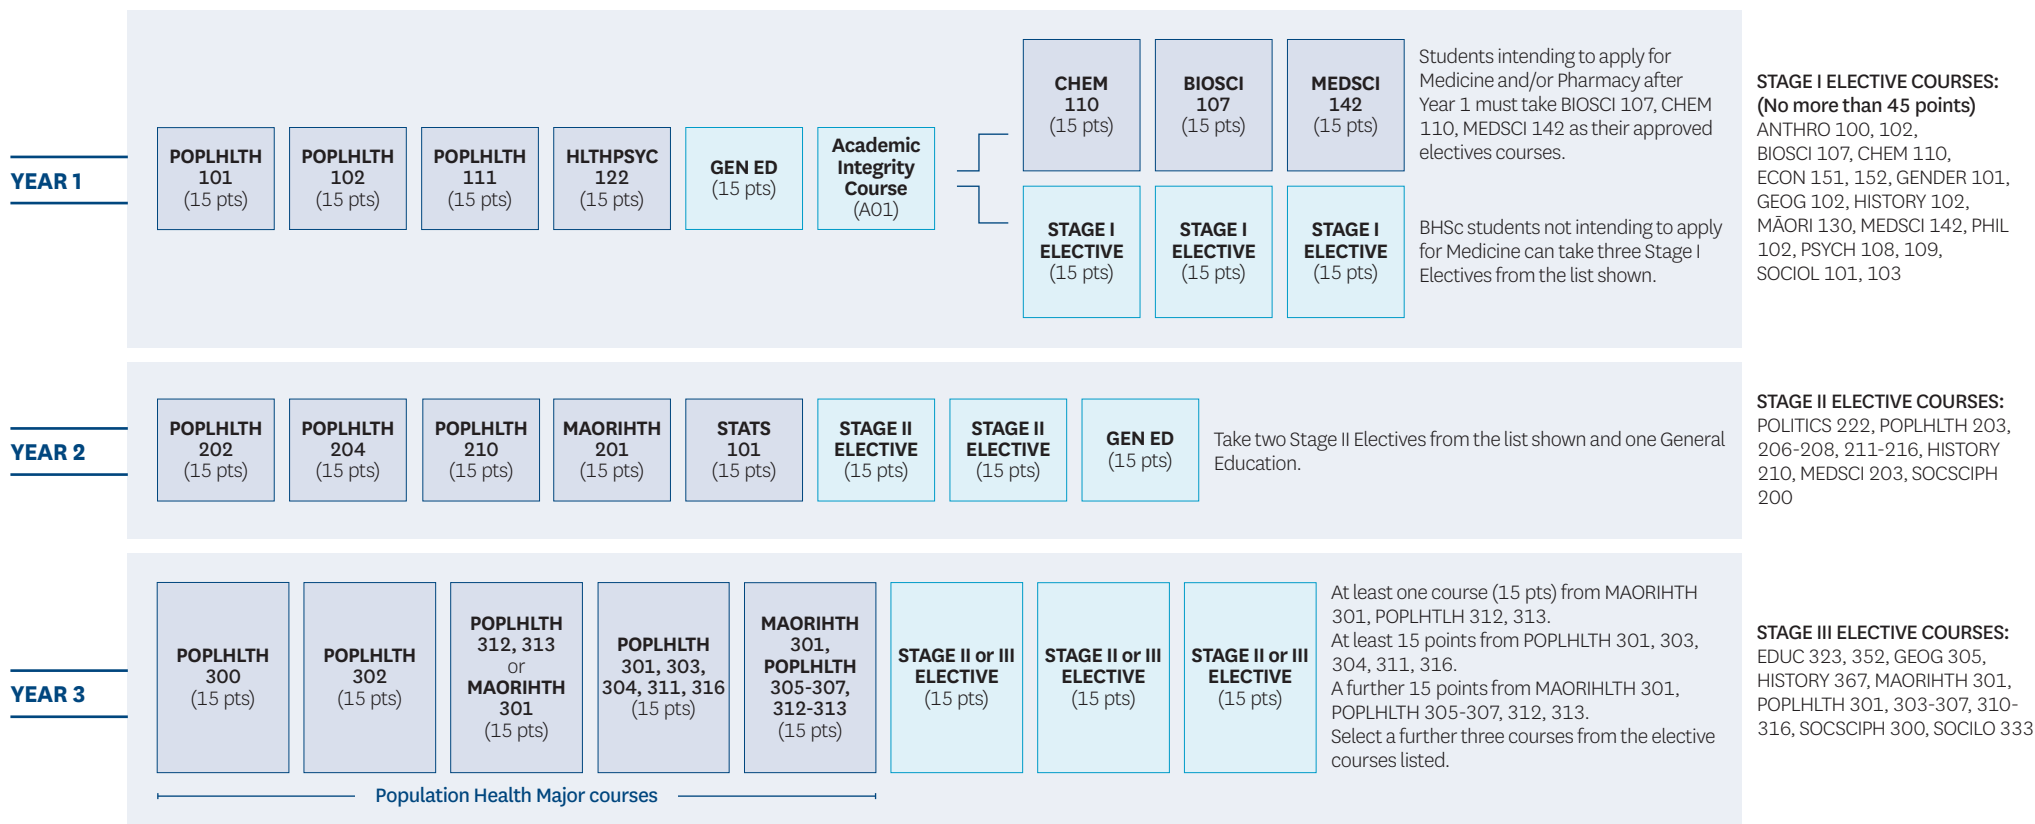 YEAR 1
POPLHLTH
101
(15 pts)
POPLHLTH
102
(15 pts)
POPLHLTH
111
(15 pts)
HLTHPSYC
122
(15 pts)
GEN ED
(15 pts)
Academic
Integrity
Course
(A01)
CHEM
110
(15 pts)
BIOSCI
107
(15 pts)
MEDSCI
142
(15 pts)
Students intending to apply for
Medicine and/or Pharmacy after
Year 1 must take BIOSCI 107, CHEM
110, MEDSCI 142 as their approved
electives courses.
STAGE I
ELECTIVE
(15 pts)
STAGE I
ELECTIVE
(15 pts)
STAGE I
ELECTIVE
(15 pts)
BHSc students not intending to apply
for Medicine can take three Stage I
Electives from the list shown.
STAGE I ELECTIVE COURSES:
(No more than 45 points)
ANTHRO 100, 102,
BIOSCI 107, CHEM 110,
ECON 151, 152, GENDER 101,
GEOG 102, HISTORY 102,
MĀORI 130, MEDSCI 142, PHIL
102, PSYCH 108, 109,
SOCIOL 101, 103
YEAR 2
POPLHLTH
202
(15 pts)
POPLHLTH
204
(15 pts)
POPLHLTH
210
(15 pts)
MAORIHTH
201
(15 pts)
STATS
101
(15 pts)
STAGE II
ELECTIVE
(15 pts)
STAGE II
ELECTIVE
(15 pts)
GEN ED
(15 pts)
Take two Stage II Electives from the list shown and one General
Education.
STAGE II ELECTIVE COURSES:
POLITICS 222, POPLHLTH 203,
206-208, 211-216, HISTORY
210, MEDSCI 203, SOCSCIPH
200
YEAR 3
POPLHLTH
300
(15 pts)
POPLHLTH
302
(15 pts)
POPLHLTH
312, 313
or
MAORIHTH
301
(15 pts)
POPLHLTH
301, 303,
304, 311, 316
(15 pts)
MAORIHTH
301,
POPLHLTH
305-307,
312-313
(15 pts)
STAGE II or III
ELECTIVE
(15 pts)
STAGE II or III
ELECTIVE
(15 pts)
STAGE II or III
ELECTIVE
(15 pts)
At least one course (15 pts) from MAORIHTH
301, POPLHTLH 312, 313.
At least 15 points from POPLHLTH 301, 303,
304, 311, 316.
A further 15 points from MAORIHLTH 301,
POPLHLTH 305-307, 312, 313.
Select a further three courses from the elective
courses listed.
Population Health Major courses
STAGE III ELECTIVE COURSES:
EDUC 323, 352, GEOG 305,
HISTORY 367, MAORIHTH 301,
POPLHLTH 301, 303-307, 310-
316, SOCSCIPH 300, SOCILO 333